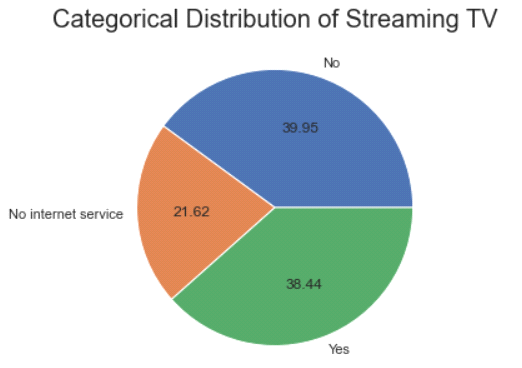 Categorical Distribution of Streaming TV
No
39.95
No internet service
21.62
38.44
Yes